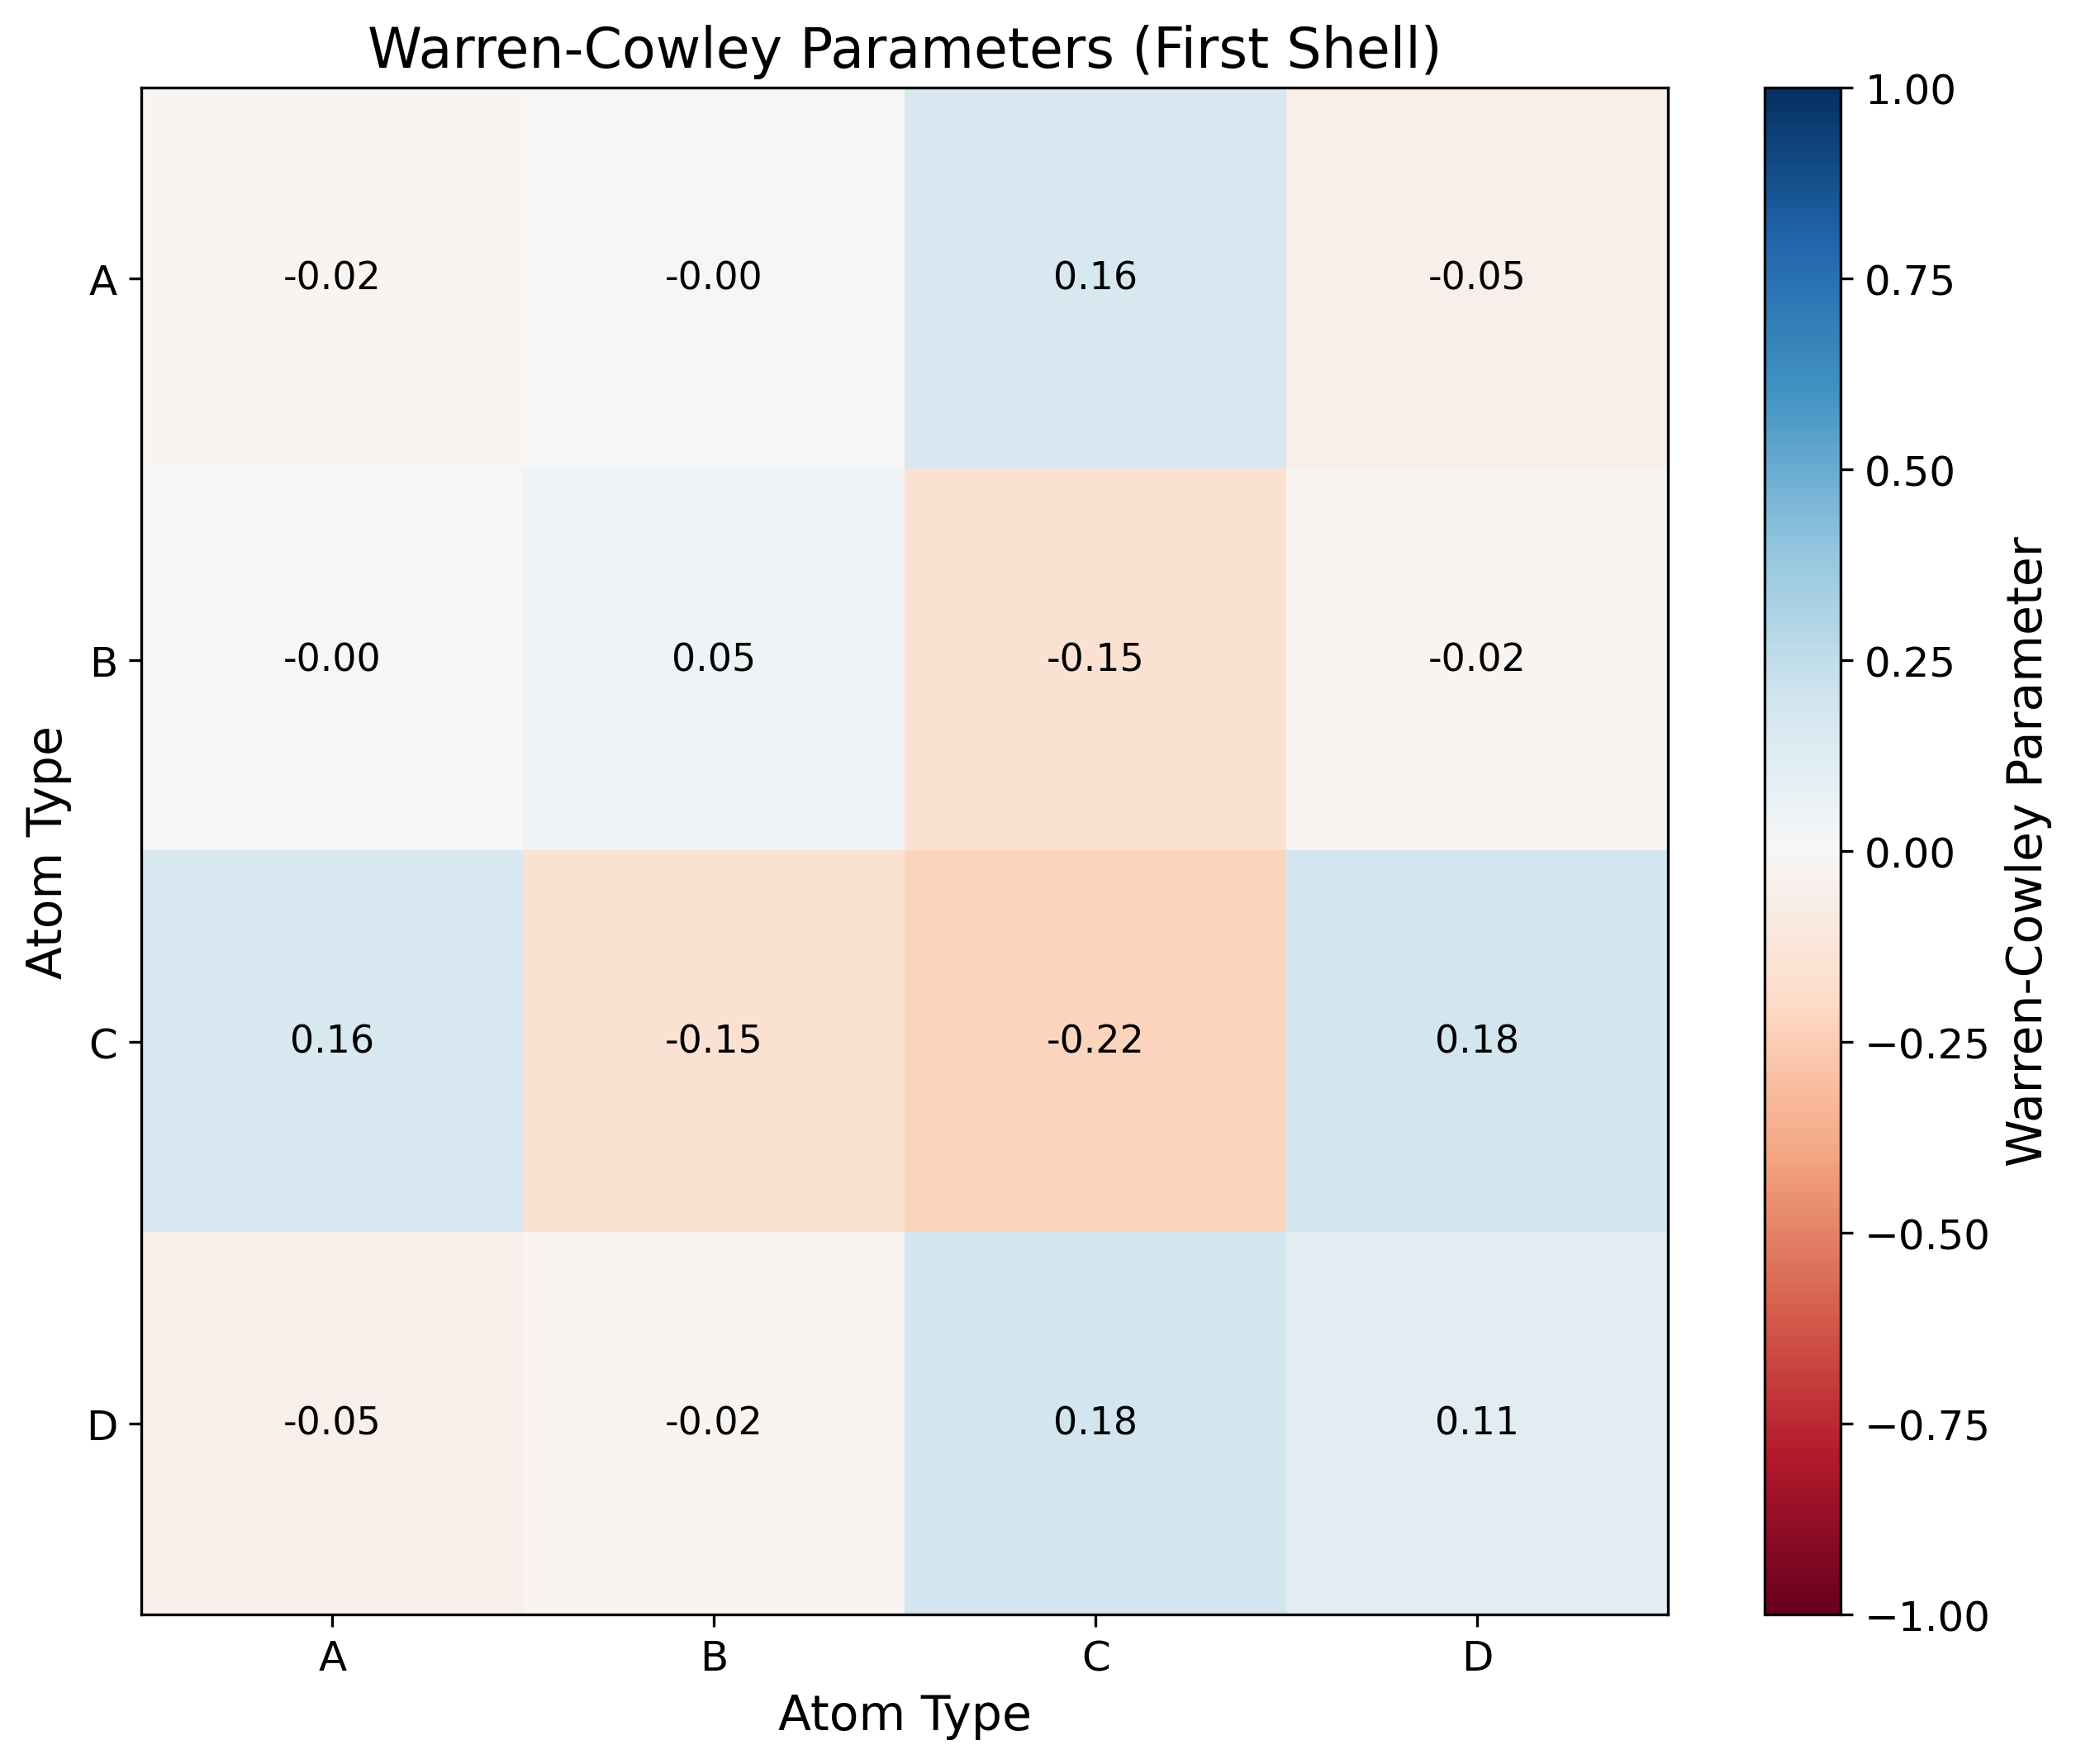 Warren-Cowley Parameters (First Shell)
A -0.02 -0.00 0.16 -0.05
B -0.00 0.05 -0.15 -0.02
C 0.16 -0.15 -0.22 0.18
D -0.05 -0.02 0.18 0.11
A B C D
Atom Type
Atom Type
1.00
0.75
0.50
0.25
0.00
−0.25
−0.50
−0.75
−1.00
Warren-Cowley Parameter